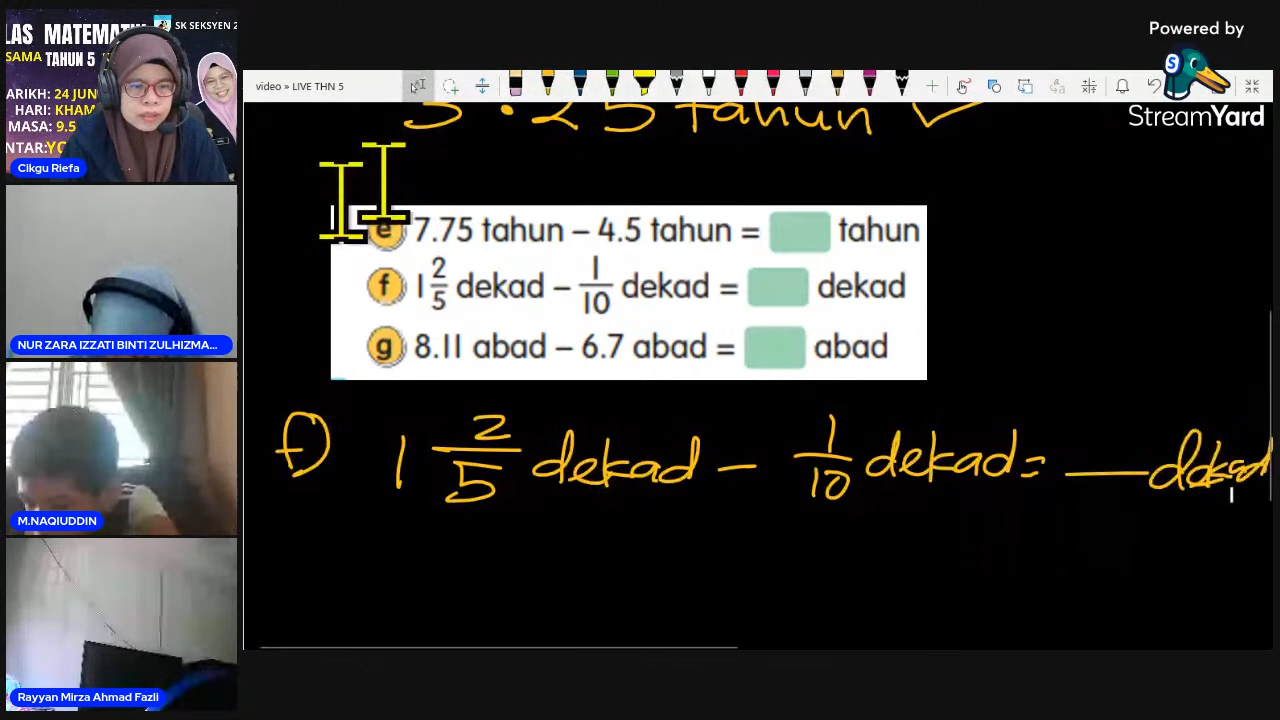 LAS MATEMATIK
SK SEKSYEN 2
SAMA TAHUN 5
ARIKH: 24 JUN
HARI: KHAM
MASA: 9.5
NTAR:YO
Cikgu Riefa
NUR ZARA IZZATI BINTI ZULHIZMA...
M.NAQIUDDIN
Rayyan Mirza Ahmad Fazli
Powered by
StreamYard
video » LIVE THN 5
3.25 tahun ✓
e 7.75 tahun – 4.5 tahun = tahun
f 1 2/5 dekad – 1/10 dekad = dekad
g 8.11 abad – 6.7 abad = abad
f) 1 2/5 dekad – 1/10 dekad = __ dekad